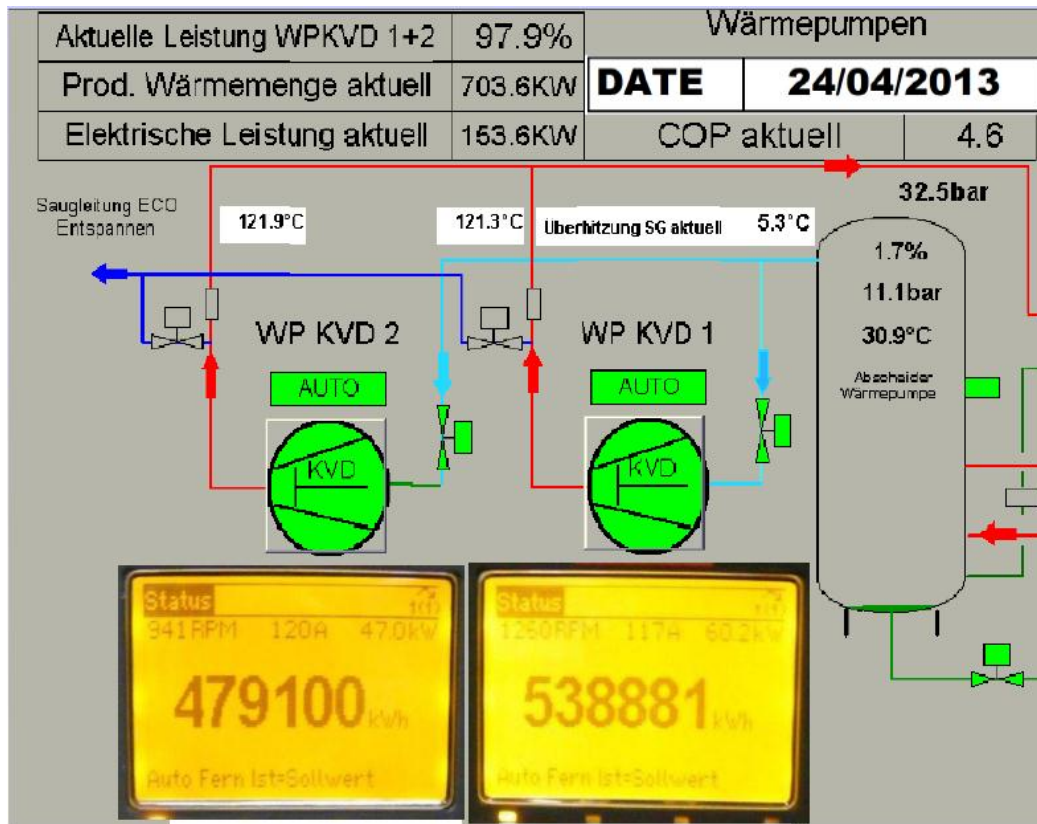 Aktuelle Leistung WPKVD 1+2 97.9%
Wärmepumpen
Prod. Wärmemenge aktuell 703.6KW
DATE 24/04/2013
Elektrische Leistung aktuell 153.6KW
COP aktuell 4.6
Saugleitung ECO
Entspannen
121.9°C
121.3°C
Überhitzung SG aktuell 5.3°C
32.5bar
1.7%
11.1bar
30.9°C
Abscheider
Wärmepumpe
WP KVD 2
WP KVD 1
AUTO
AUTO
KVD
KVD
Status
1(1)
941RPM 120A 47.0kW
479100kWh
Auto Fern Ist=Sollwert
Status
1(1)
1260RPM 117A 60.2kW
538881kWh
Auto Fern Ist=Sollwert